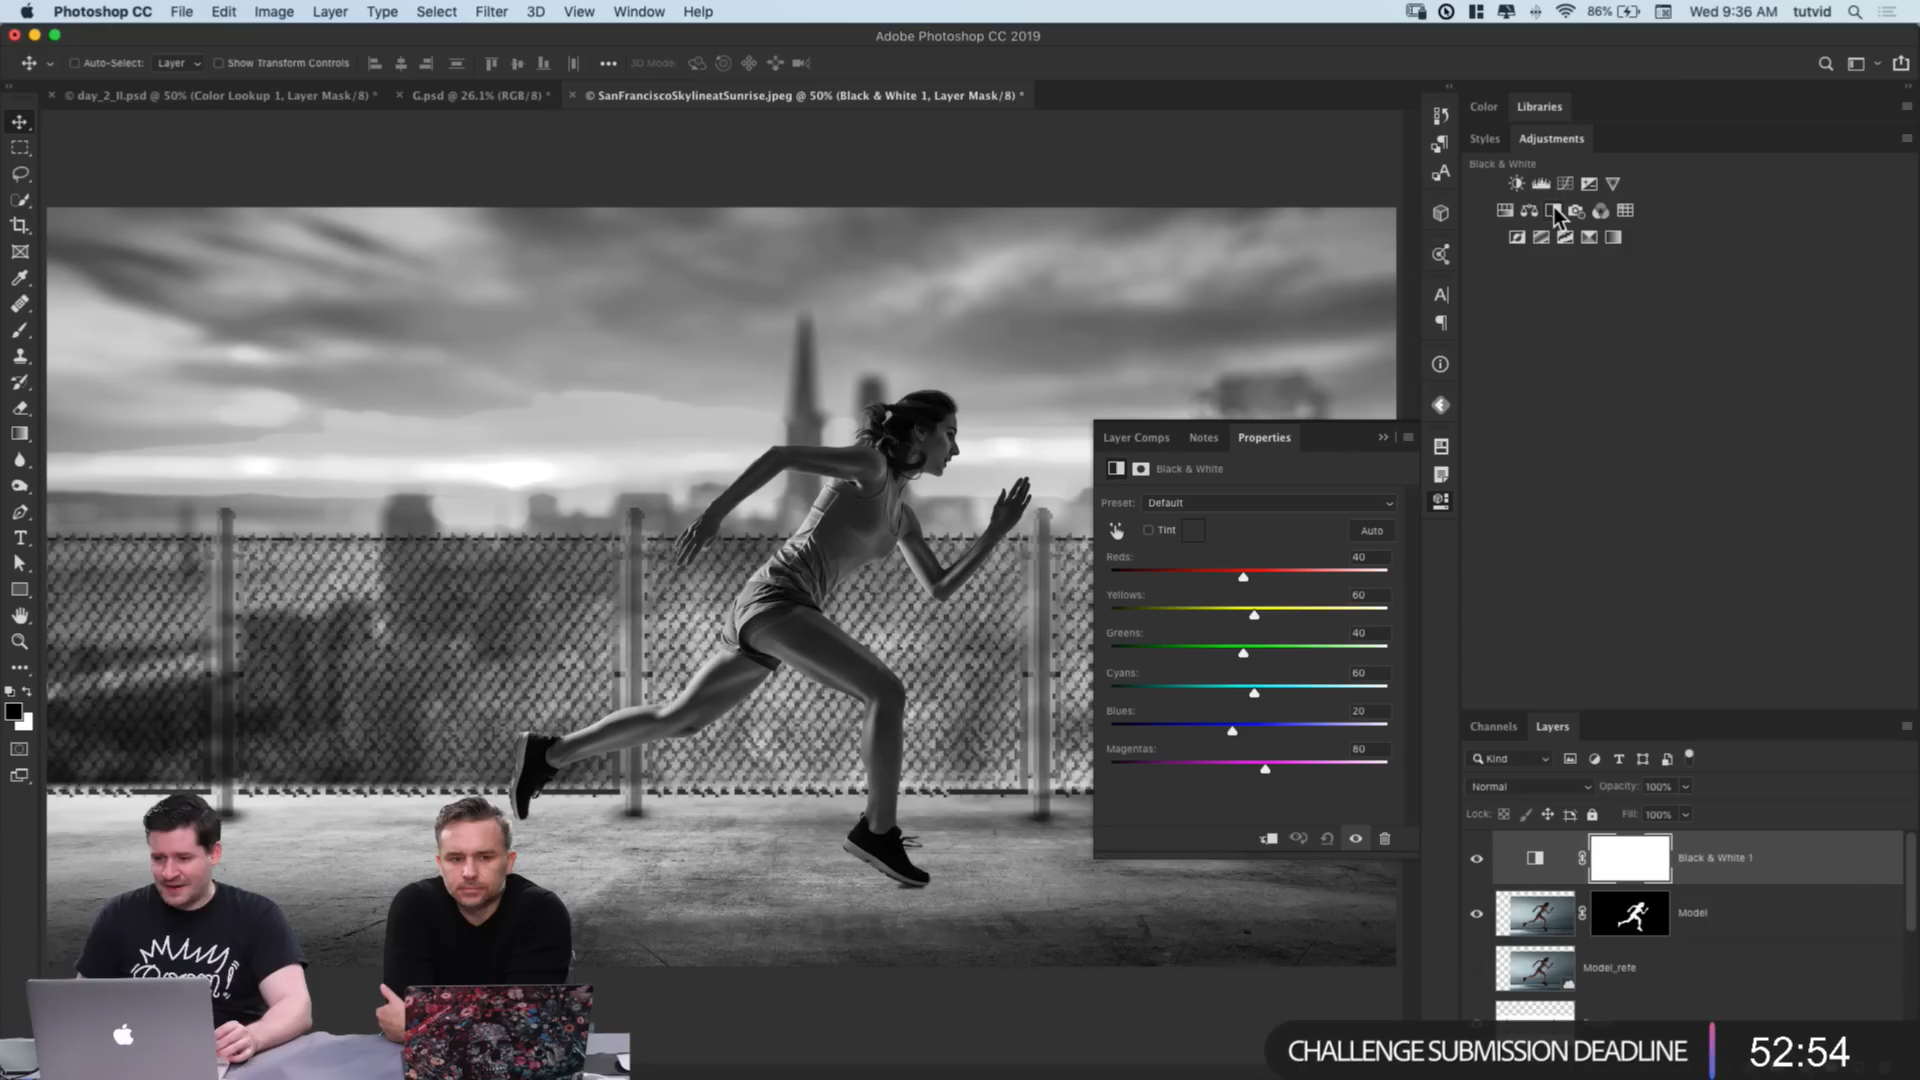 Photoshop CC File Edit Image Layer Type Select Filter 3D View Window Help 86% Wed 9:36 AM tutvid
Adobe Photoshop CC 2019
Auto-Select: Layer Show Transform Controls 3D Mode:
© day_2_II.psd @ 50% (Color Lookup 1, Layer Mask/8) * G.psd @ 26.1% (RGB/8) * © SanFranciscoSkylineatSunrise.jpeg @ 50% (Black & White 1, Layer Mask/8) *
Color Libraries
Styles Adjustments
Black & White
Layer Comps Notes Properties
Black & White
Preset: Default
Tint Auto
Reds: 40
Yellows: 60
Greens: 40
Cyans: 60
Blues: 20
Magentas: 80
Channels Layers
Kind
Normal Opacity: 100%
Lock: Fill: 100%
Black & White 1
Model
Model_refe
CHALLENGE SUBMISSION DEADLINE 52:54